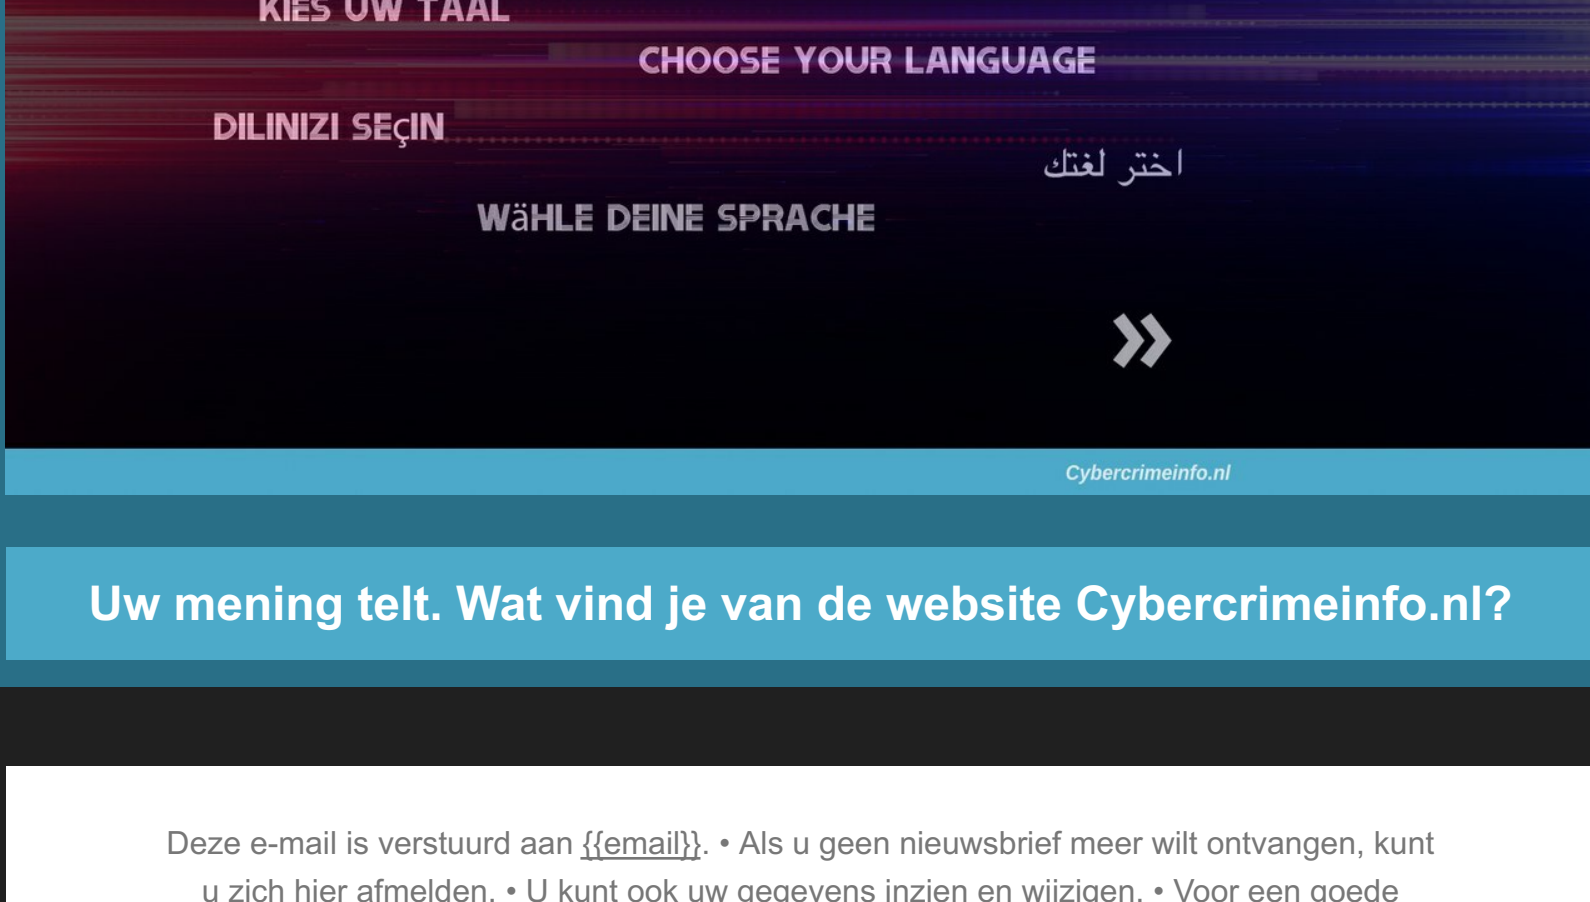 KIES UW TAAL
CHOOSE YOUR LANGUAGE
DILINIZI SEÇIN
اختر لغتك
WÄHLE DEINE SPRACHE
Cybercrimeinfo.nl
Uw mening telt. Wat vind je van de website Cybercrimeinfo.nl?
Deze e-mail is verstuurd aan {{email}}. • Als u geen nieuwsbrief meer wilt ontvangen, kunt
u zich hier afmelden. • U kunt ook uw gegevens inzien en wijzigen. • Voor een goede